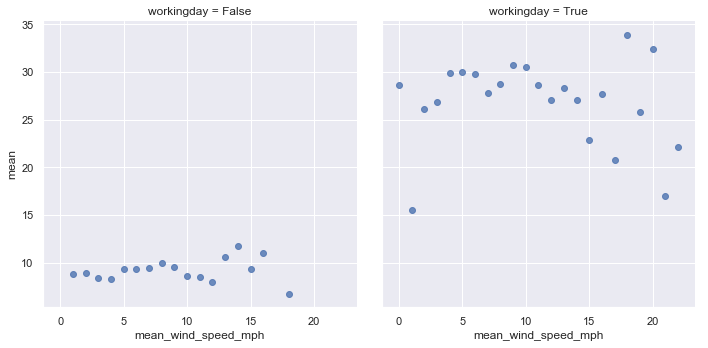 workingday = False
workingday = True
35
30
25
20
15
10
mean
0 5 10 15 20
0 5 10 15 20
mean_wind_speed_mph
mean_wind_speed_mph